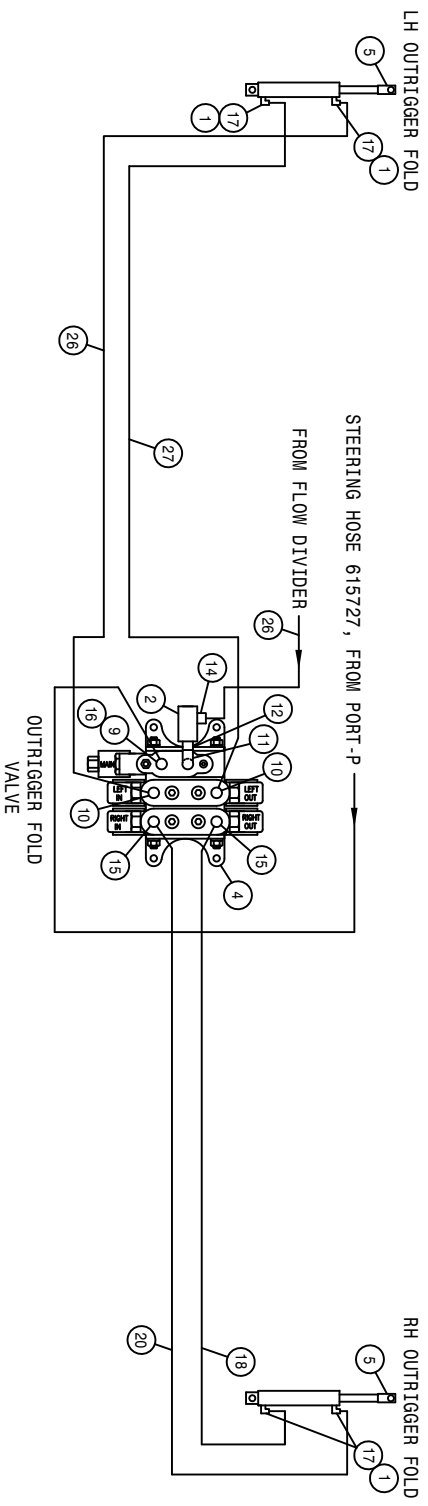 LH OUTRIGGER FOLD
5
17
1
17
1
26
27
STEERING HOSE 615727, FROM PORT-P
FROM FLOW DIVIDER
26
14
2
12
11
9
16
10
10
MAIN
LEFT
IN
LEFT
OUT
RIGHT
IN
RIGHT
OUT
15
15
4
OUTRIGGER FOLD
VALVE
20
18
RH OUTRIGGER FOLD
5
17
1